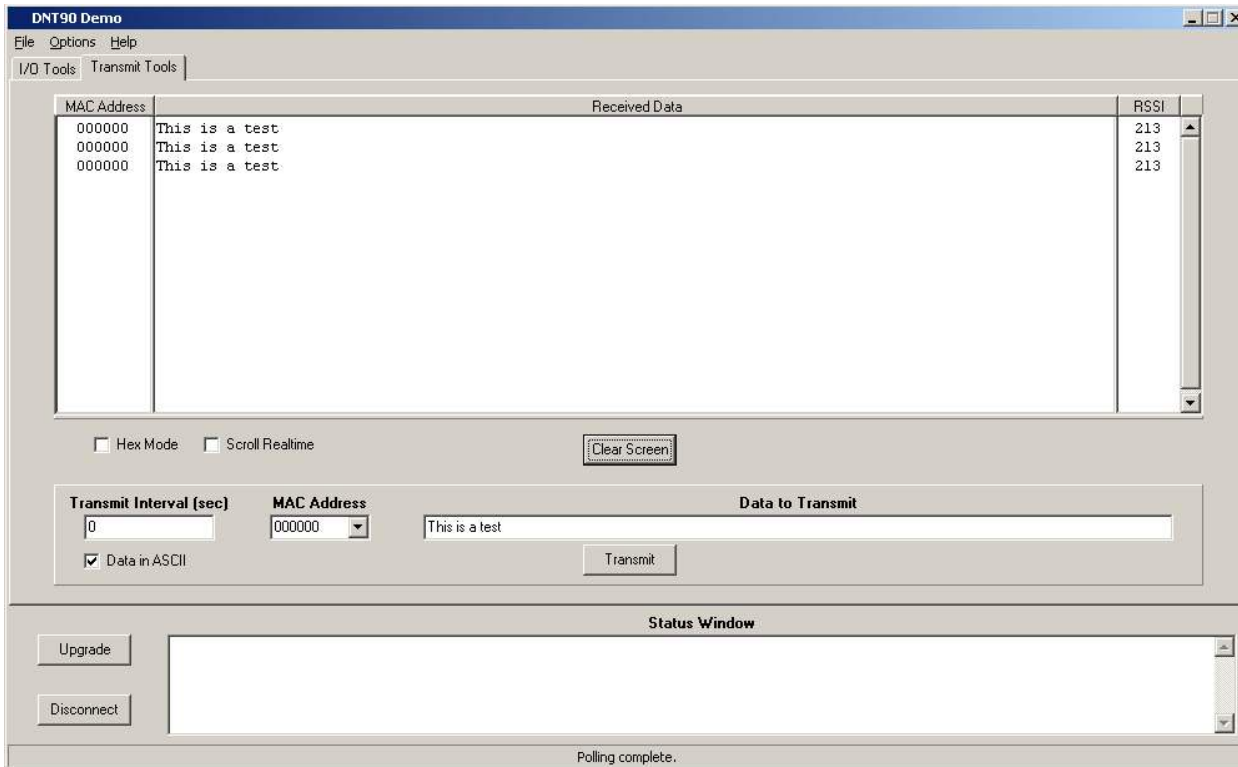 DNT90 Demo
File Options Help
I/O Tools Transmit Tools
MAC Address Received Data RSSI
000000 This is a test 213
000000 This is a test 213
000000 This is a test 213
Hex Mode Scroll Realtime Clear Screen
Transmit Interval (sec) MAC Address Data to Transmit
0 000000 This is a test
Data in ASCII Transmit
Status Window
Upgrade
Disconnect
Polling complete.